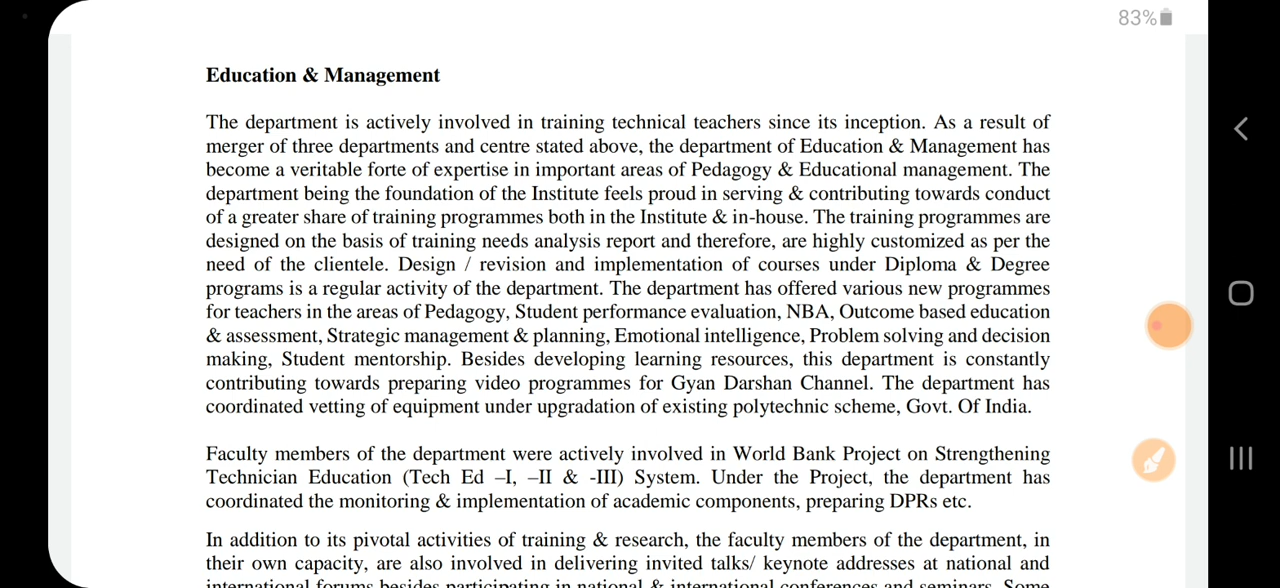 83%
Education & Management
The department is actively involved in training technical teachers since its inception. As a result of
merger of three departments and centre stated above, the department of Education & Management has
become a veritable forte of expertise in important areas of Pedagogy & Educational management. The
department being the foundation of the Institute feels proud in serving & contributing towards conduct
of a greater share of training programmes both in the Institute & in-house. The training programmes are
designed on the basis of training needs analysis report and therefore, are highly customized as per the
need of the clientele. Design / revision and implementation of courses under Diploma & Degree
programs is a regular activity of the department. The department has offered various new programmes
for teachers in the areas of Pedagogy, Student performance evaluation, NBA, Outcome based education
& assessment, Strategic management & planning, Emotional intelligence, Problem solving and decision
making, Student mentorship. Besides developing learning resources, this department is constantly
contributing towards preparing video programmes for Gyan Darshan Channel. The department has
coordinated vetting of equipment under upgradation of existing polytechnic scheme, Govt. Of India.
Faculty members of the department were actively involved in World Bank Project on Strengthening
Technician Education (Tech Ed –I, –II & -III) System. Under the Project, the department has
coordinated the monitoring & implementation of academic components, preparing DPRs etc.
In addition to its pivotal activities of training & research, the faculty members of the department, in
their own capacity, are also involved in delivering invited talks/ keynote addresses at national and
international forums besides participating in national & international conferences and seminars. Some